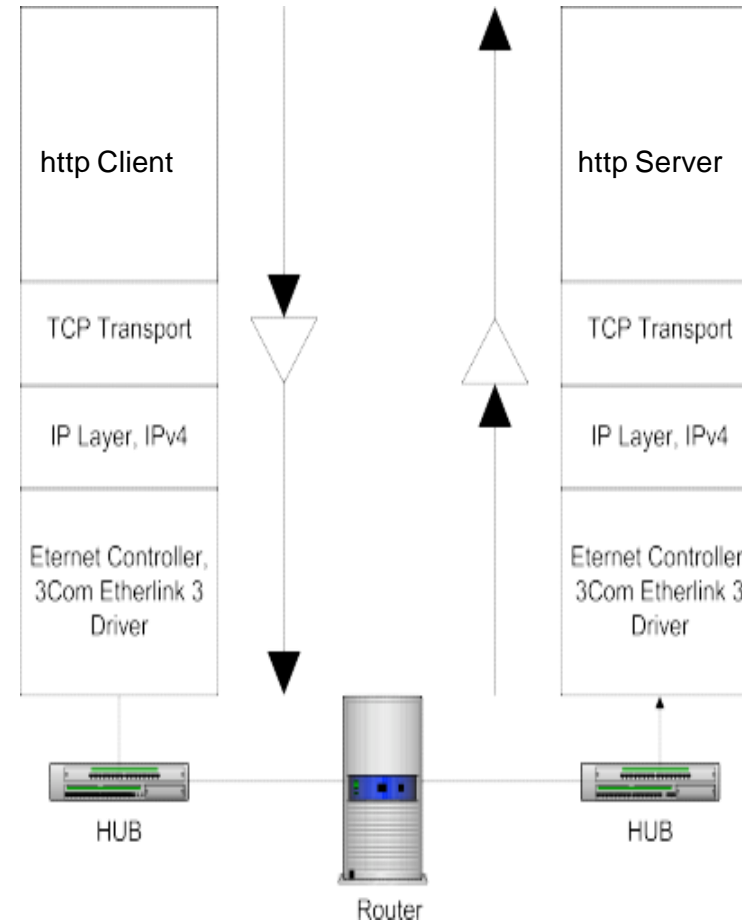 http Client
TCP Transport
IP Layer, IPv4
Eternet Controller,
3Com Etherlink 3
Driver
HUB
Router
http Server
TCP Transport
IP Layer, IPv4
Eternet Controller
3Com Etherlink 3
Driver
HUB